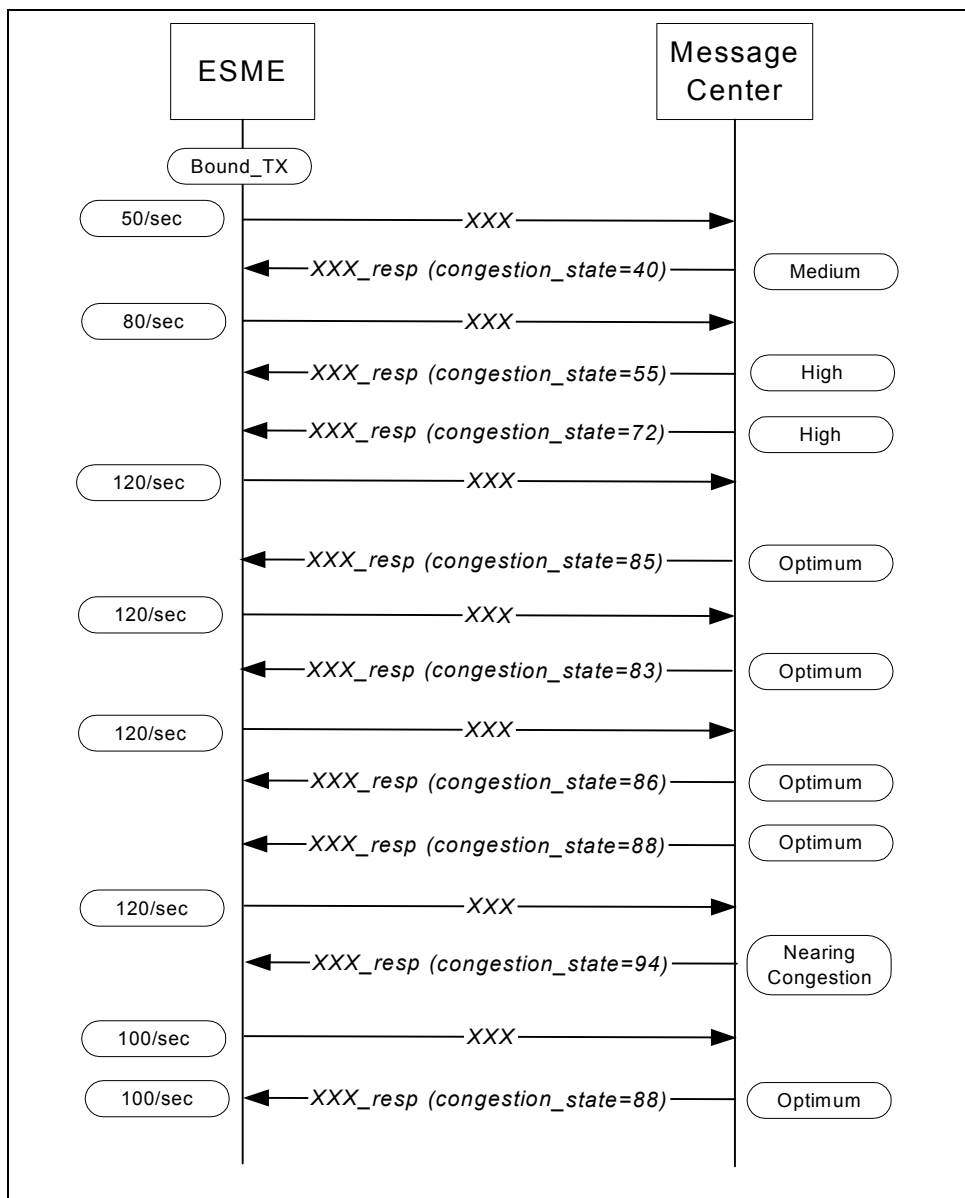 ESME
Message
Center
Bound_TX
50/sec
XXX
XXX_resp (congestion_state=40)
Medium
80/sec
XXX
XXX_resp (congestion_state=55)
High
XXX_resp (congestion_state=72)
High
120/sec
XXX
XXX_resp (congestion_state=85)
Optimum
120/sec
XXX
XXX_resp (congestion_state=83)
Optimum
120/sec
XXX
XXX_resp (congestion_state=86)
Optimum
XXX_resp (congestion_state=88)
Optimum
120/sec
XXX
XXX_resp (congestion_state=94)
Nearing
Congestion
100/sec
XXX
100/sec
XXX_resp (congestion_state=88)
Optimum